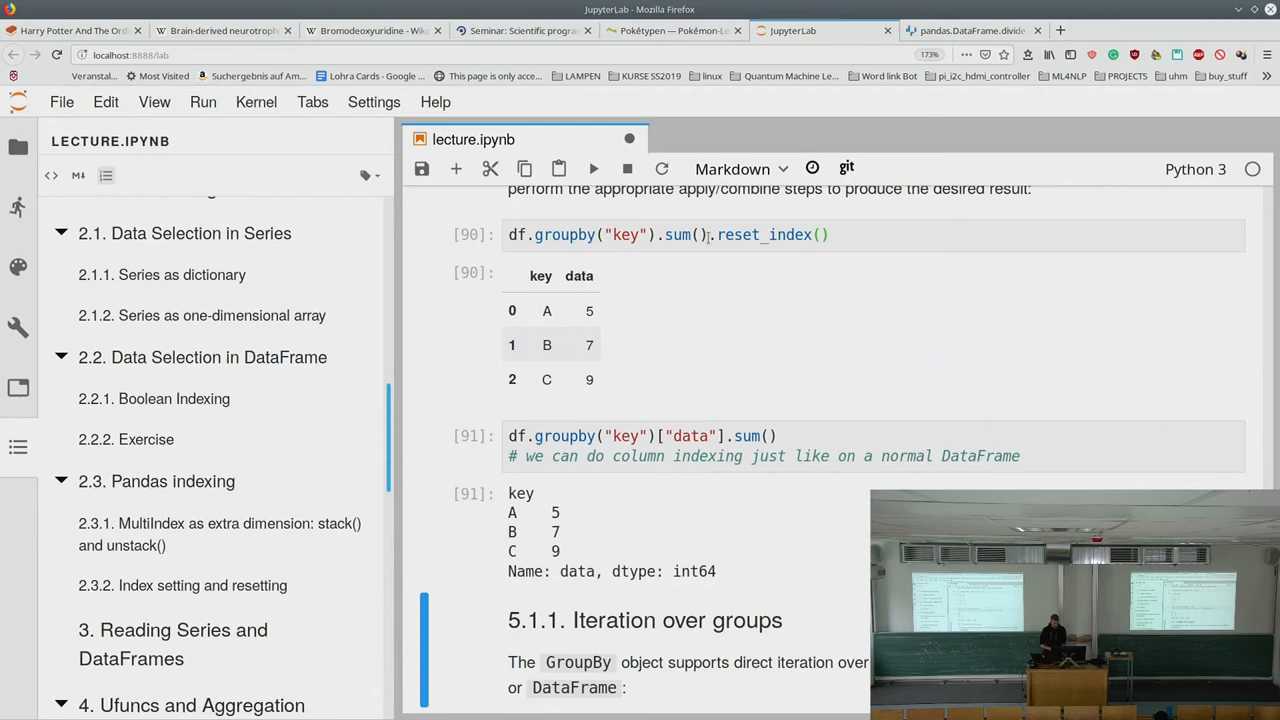 JupyterLab - Mozilla Firefox
Harry Potter And The Ord
Brain-derived neurotroph
Bromodeoxyuridine - Wiki
Seminar: Scientific progra
Pokétypen — Pokémon-Le
JupyterLab
pandas.DataFrame.divide
localhost:8888/lab
173%
Veranstal...
Most Visited
Suchergebnis auf Am...
Lohra Cards - Google ...
This page is only acce...
LAMPEN
KURSE SS2019
linux
Quantum Machine Le...
Word link Bot
pi_i2c_hdmi_controller
ML4NLP
PROJECTS
uhm
buy_stuff
File Edit View Run Kernel Tabs Settings Help
LECTURE.IPYNB
2.1. Data Selection in Series
2.1.1. Series as dictionary
2.1.2. Series as one-dimensional array
2.2. Data Selection in DataFrame
2.2.1. Boolean Indexing
2.2.2. Exercise
2.3. Pandas indexing
2.3.1. MultiIndex as extra dimension: stack()
and unstack()
2.3.2. Index setting and resetting
3. Reading Series and
DataFrames
4. Ufuncs and Aggregation
lecture.ipynb
Markdown
git
Python 3
perform the appropriate apply/combine steps to produce the desired result:
[90]: df.groupby("key").sum().reset_index()
[90]: key data
0 A 5
1 B 7
2 C 9
[91]: df.groupby("key")["data"].sum()
# we can do column indexing just like on a normal DataFrame
[91]: key
A 5
B 7
C 9
Name: data, dtype: int64
5.1.1. Iteration over groups
The GroupBy object supports direct iteration over
or DataFrame :